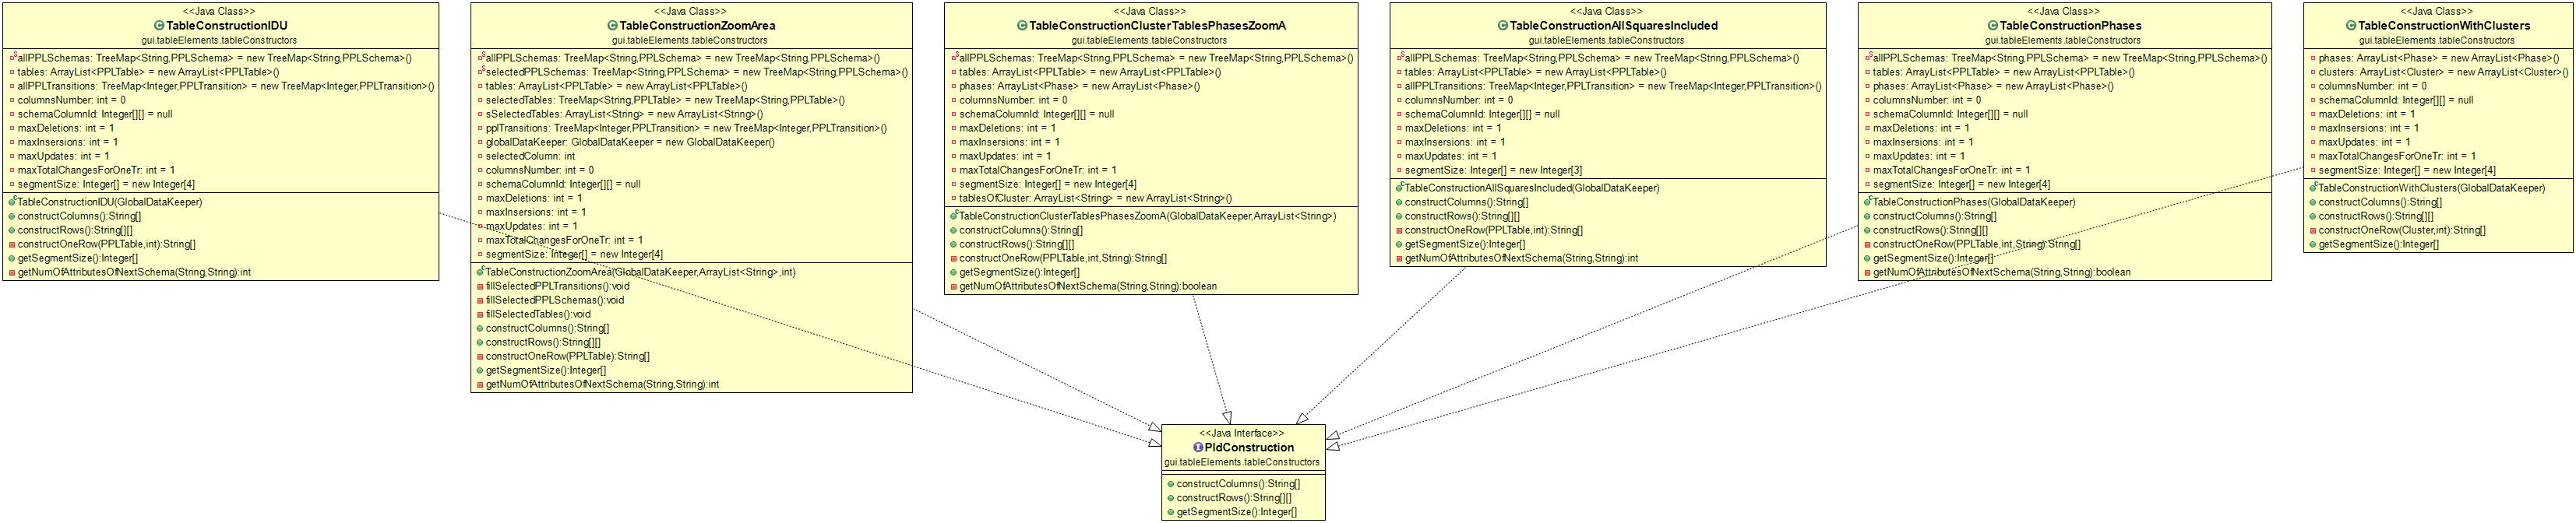 <<Java Class>>
TableConstructionIDU
gui.tableElements.tableConstructors
allPPLSchemas: TreeMap<String,PPLSchema> = new TreeMap<String,PPLSchema>()
tables: ArrayList<PPLTable> = new ArrayList<PPLTable>()
allPPLTransitions: TreeMap<Integer,PPLTransition> = new TreeMap<Integer,PPLTransition>()
columnsNumber: int = 0
schemaColumnId: Integer[][] = null
maxDeletions: int = 1
maxInsersions: int = 1
maxUpdates: int = 1
maxTotalChangesForOneTr: int = 1
segmentSize: Integer[] = new Integer[4]
TableConstructionIDU(GlobalDataKeeper)
constructColumns():String[]
constructRows():String[][]
constructOneRow(PPLTable,int):String[]
getSegmentSize():Integer[]
getNumOfAttributesOfNextSchema(String,String):int
<<Java Class>>
TableConstructionZoomArea
gui.tableElements.tableConstructors
allPPLSchemas: TreeMap<String,PPLSchema> = new TreeMap<String,PPLSchema>()
selectedPPLSchemas: TreeMap<String,PPLSchema> = new TreeMap<String,PPLSchema>()
tables: ArrayList<PPLTable> = new ArrayList<PPLTable>()
selectedTables: TreeMap<String,PPLTable> = new TreeMap<String,PPLTable>()
sSelectedTables: ArrayList<String> = new ArrayList<String>()
pplTransitions: TreeMap<Integer,PPLTransition> = new TreeMap<Integer,PPLTransition>()
globalDataKeeper: GlobalDataKeeper = new GlobalDataKeeper()
selectedColumn: int
columnsNumber: int = 0
schemaColumnId: Integer[][] = null
maxDeletions: int = 1
maxInsersions: int = 1
maxUpdates: int = 1
maxTotalChangesForOneTr: int = 1
segmentSize: Integer[] = new Integer[4]
TableConstructionZoomArea(GlobalDataKeeper,ArrayList<String>,int)
fillSelectedPPLTransitions():void
fillSelectedPPLSchemas():void
fillSelectedTables():void
constructColumns():String[]
constructRows():String[][]
constructOneRow(PPLTable):String[]
getSegmentSize():Integer[]
getNumOfAttributesOfNextSchema(String,String):int
<<Java Class>>
TableConstructionClusterTablesPhasesZoomA
gui.tableElements.tableConstructors
allPPLSchemas: TreeMap<String,PPLSchema> = new TreeMap<String,PPLSchema>()
tables: ArrayList<PPLTable> = new ArrayList<PPLTable>()
phases: ArrayList<Phase> = new ArrayList<Phase>()
columnsNumber: int = 0
schemaColumnId: Integer[][] = null
maxDeletions: int = 1
maxInsersions: int = 1
maxUpdates: int = 1
maxTotalChangesForOneTr: int = 1
segmentSize: Integer[] = new Integer[4]
tablesOfCluster: ArrayList<String> = new ArrayList<String>()
TableConstructionClusterTablesPhasesZoomA(GlobalDataKeeper,ArrayList<String>)
constructColumns():String[]
constructRows():String[][]
constructOneRow(PPLTable,int,String):String[]
getSegmentSize():Integer[]
getNumOfAttributesOfNextSchema(String,String):boolean
<<Java Class>>
TableConstructionAllSquaresIncluded
gui.tableElements.tableConstructors
allPPLSchemas: TreeMap<String,PPLSchema> = new TreeMap<String,PPLSchema>()
tables: ArrayList<PPLTable> = new ArrayList<PPLTable>()
allPPLTransitions: TreeMap<Integer,PPLTransition> = new TreeMap<Integer,PPLTransition>()
columnsNumber: int = 0
schemaColumnId: Integer[][] = null
maxDeletions: int = 1
maxInsersions: int = 1
maxUpdates: int = 1
segmentSize: Integer[] = new Integer[3]
TableConstructionAllSquaresIncluded(GlobalDataKeeper)
constructColumns():String[]
constructRows():String[][]
constructOneRow(PPLTable,int):String[]
getSegmentSize():Integer[]
getNumOfAttributesOfNextSchema(String,String):int
<<Java Class>>
TableConstructionPhases
gui.tableElements.tableConstructors
allPPLSchemas: TreeMap<String,PPLSchema> = new TreeMap<String,PPLSchema>()
tables: ArrayList<PPLTable> = new ArrayList<PPLTable>()
phases: ArrayList<Phase> = new ArrayList<Phase>()
columnsNumber: int = 0
schemaColumnId: Integer[][] = null
maxDeletions: int = 1
maxInsersions: int = 1
maxUpdates: int = 1
maxTotalChangesForOneTr: int = 1
segmentSize: Integer[] = new Integer[4]
TableConstructionPhases(GlobalDataKeeper)
constructColumns():String[]
constructRows():String[][]
constructOneRow(PPLTable,int,String):String[]
getSegmentSize():Integer[]
getNumOfAttributesOfNextSchema(String,String):boolean
<<Java Class>>
TableConstructionWithClusters
gui.tableElements.tableConstructors
phases: ArrayList<Phase> = new ArrayList<Phase>()
clusters: ArrayList<Cluster> = new ArrayList<Cluster>()
columnsNumber: int = 0
schemaColumnId: Integer[][] = null
maxDeletions: int = 1
maxInsersions: int = 1
maxUpdates: int = 1
maxTotalChangesForOneTr: int = 1
segmentSize: Integer[] = new Integer[4]
TableConstructionWithClusters(GlobalDataKeeper)
constructColumns():String[]
constructRows():String[][]
constructOneRow(Cluster,int):String[]
getSegmentSize():Integer[]
<<Java Interface>>
PldConstruction
gui.tableElements.tableConstructors
constructColumns():String[]
constructRows():String[][]
getSegmentSize():Integer[]